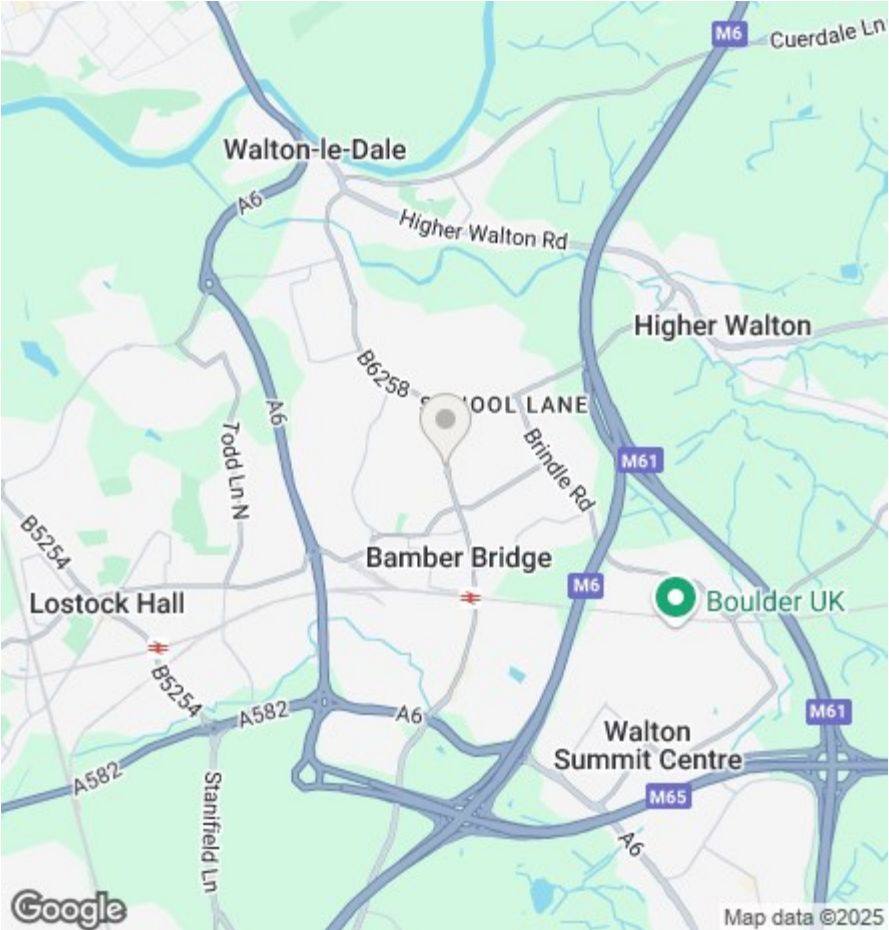 M6
Cuerdale Ln
Walton-le-Dale
A6
Higher Walton Rd
Higher Walton
B6258
SCHOOL LANE
A6
Todd Ln N
Brindle Rd
M61
B5254
Bamber Bridge
M6
Boulder UK
Lostock Hall
B5254
A582
A6
M61
Walton
Summit Centre
A582
Stanifield Ln
M65
A6
Google
Map data ©2025